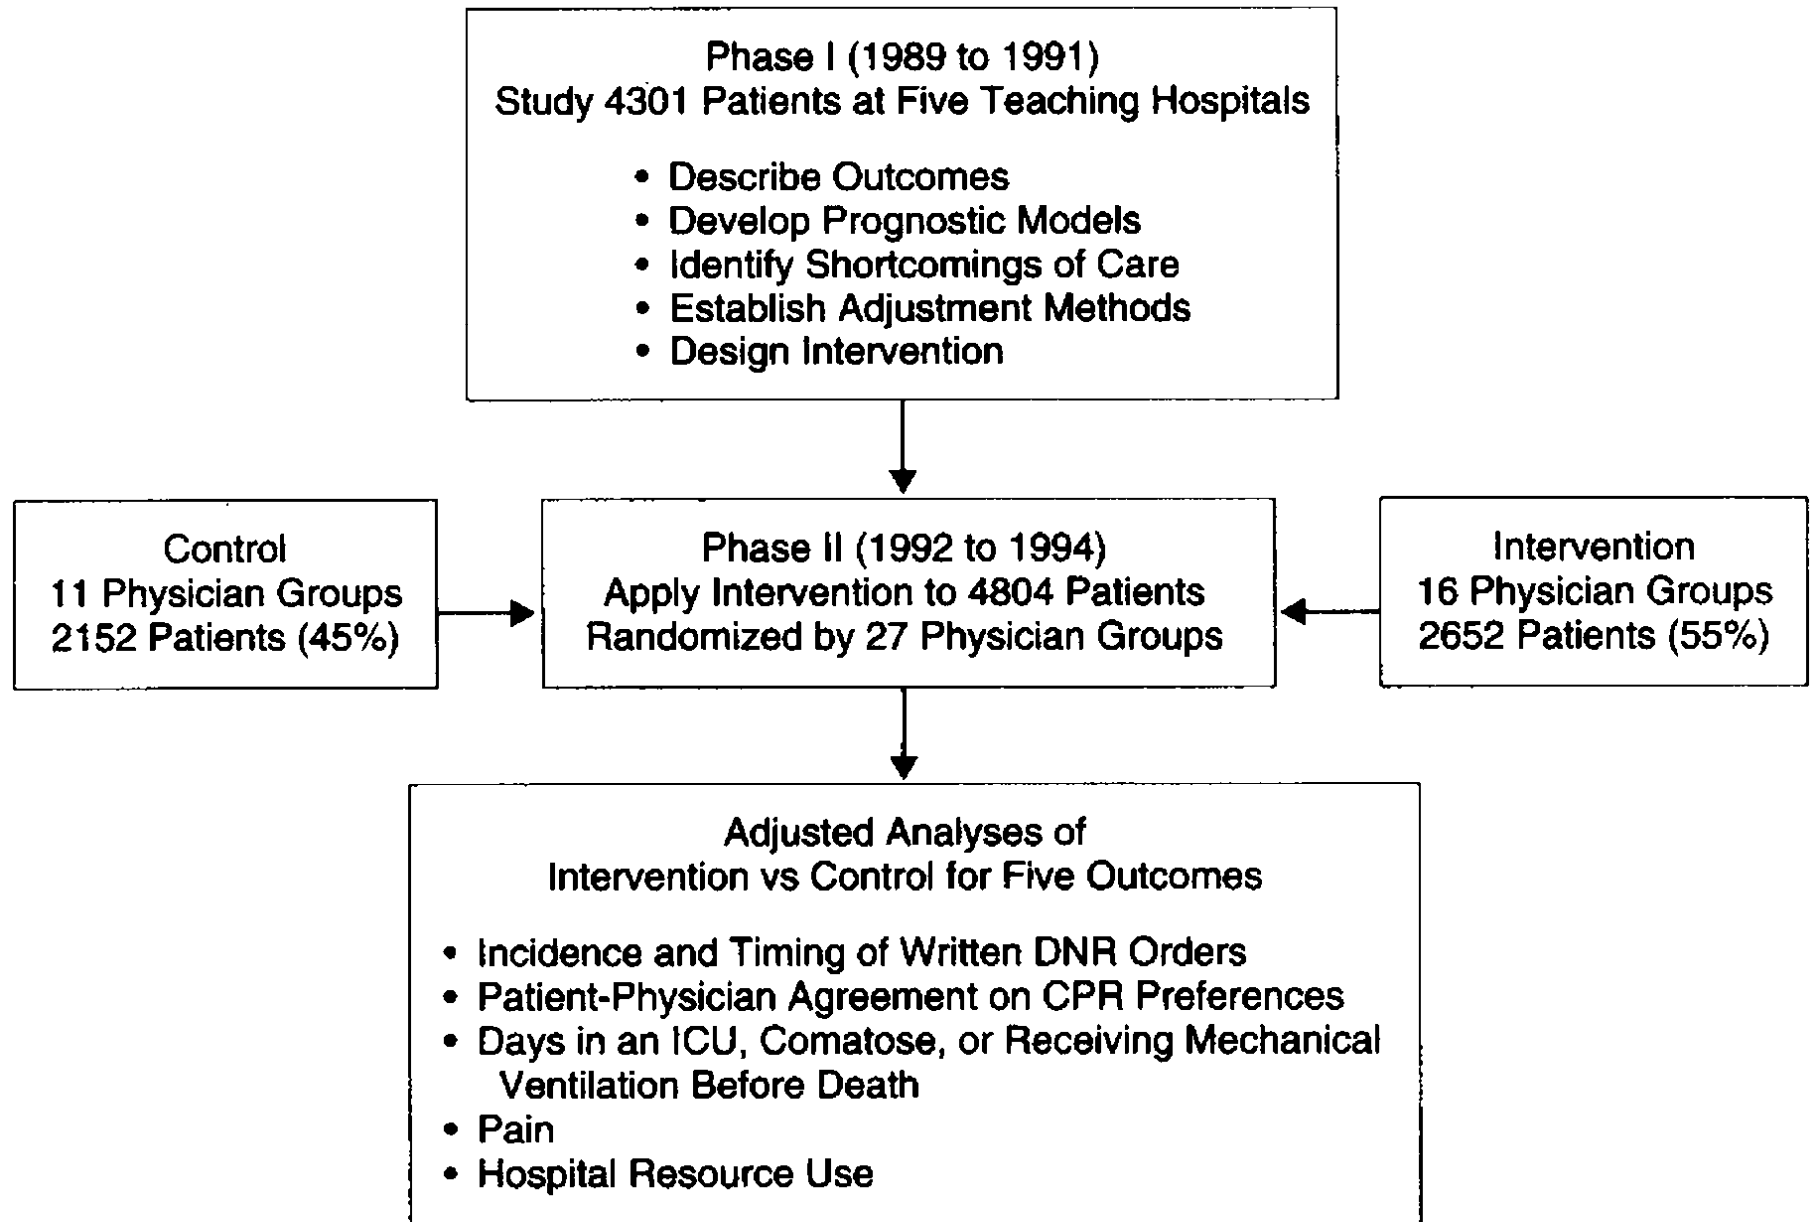 Phase I (1989 to 1991)
Study 4301 Patients at Five Teaching Hospitals
• Describe Outcomes
• Develop Prognostic Models
• Identify Shortcomings of Care
• Establish Adjustment Methods
• Design Intervention
Control
11 Physician Groups
2152 Patients (45%)
Phase II (1992 to 1994)
Apply Intervention to 4804 Patients
Randomized by 27 Physician Groups
Intervention
16 Physician Groups
2652 Patients (55%)
Adjusted Analyses of
Intervention vs Control for Five Outcomes
• Incidence and Timing of Written DNR Orders
• Patient-Physician Agreement on CPR Preferences
• Days in an ICU, Comatose, or Receiving Mechanical
Ventilation Before Death
• Pain
• Hospital Resource Use